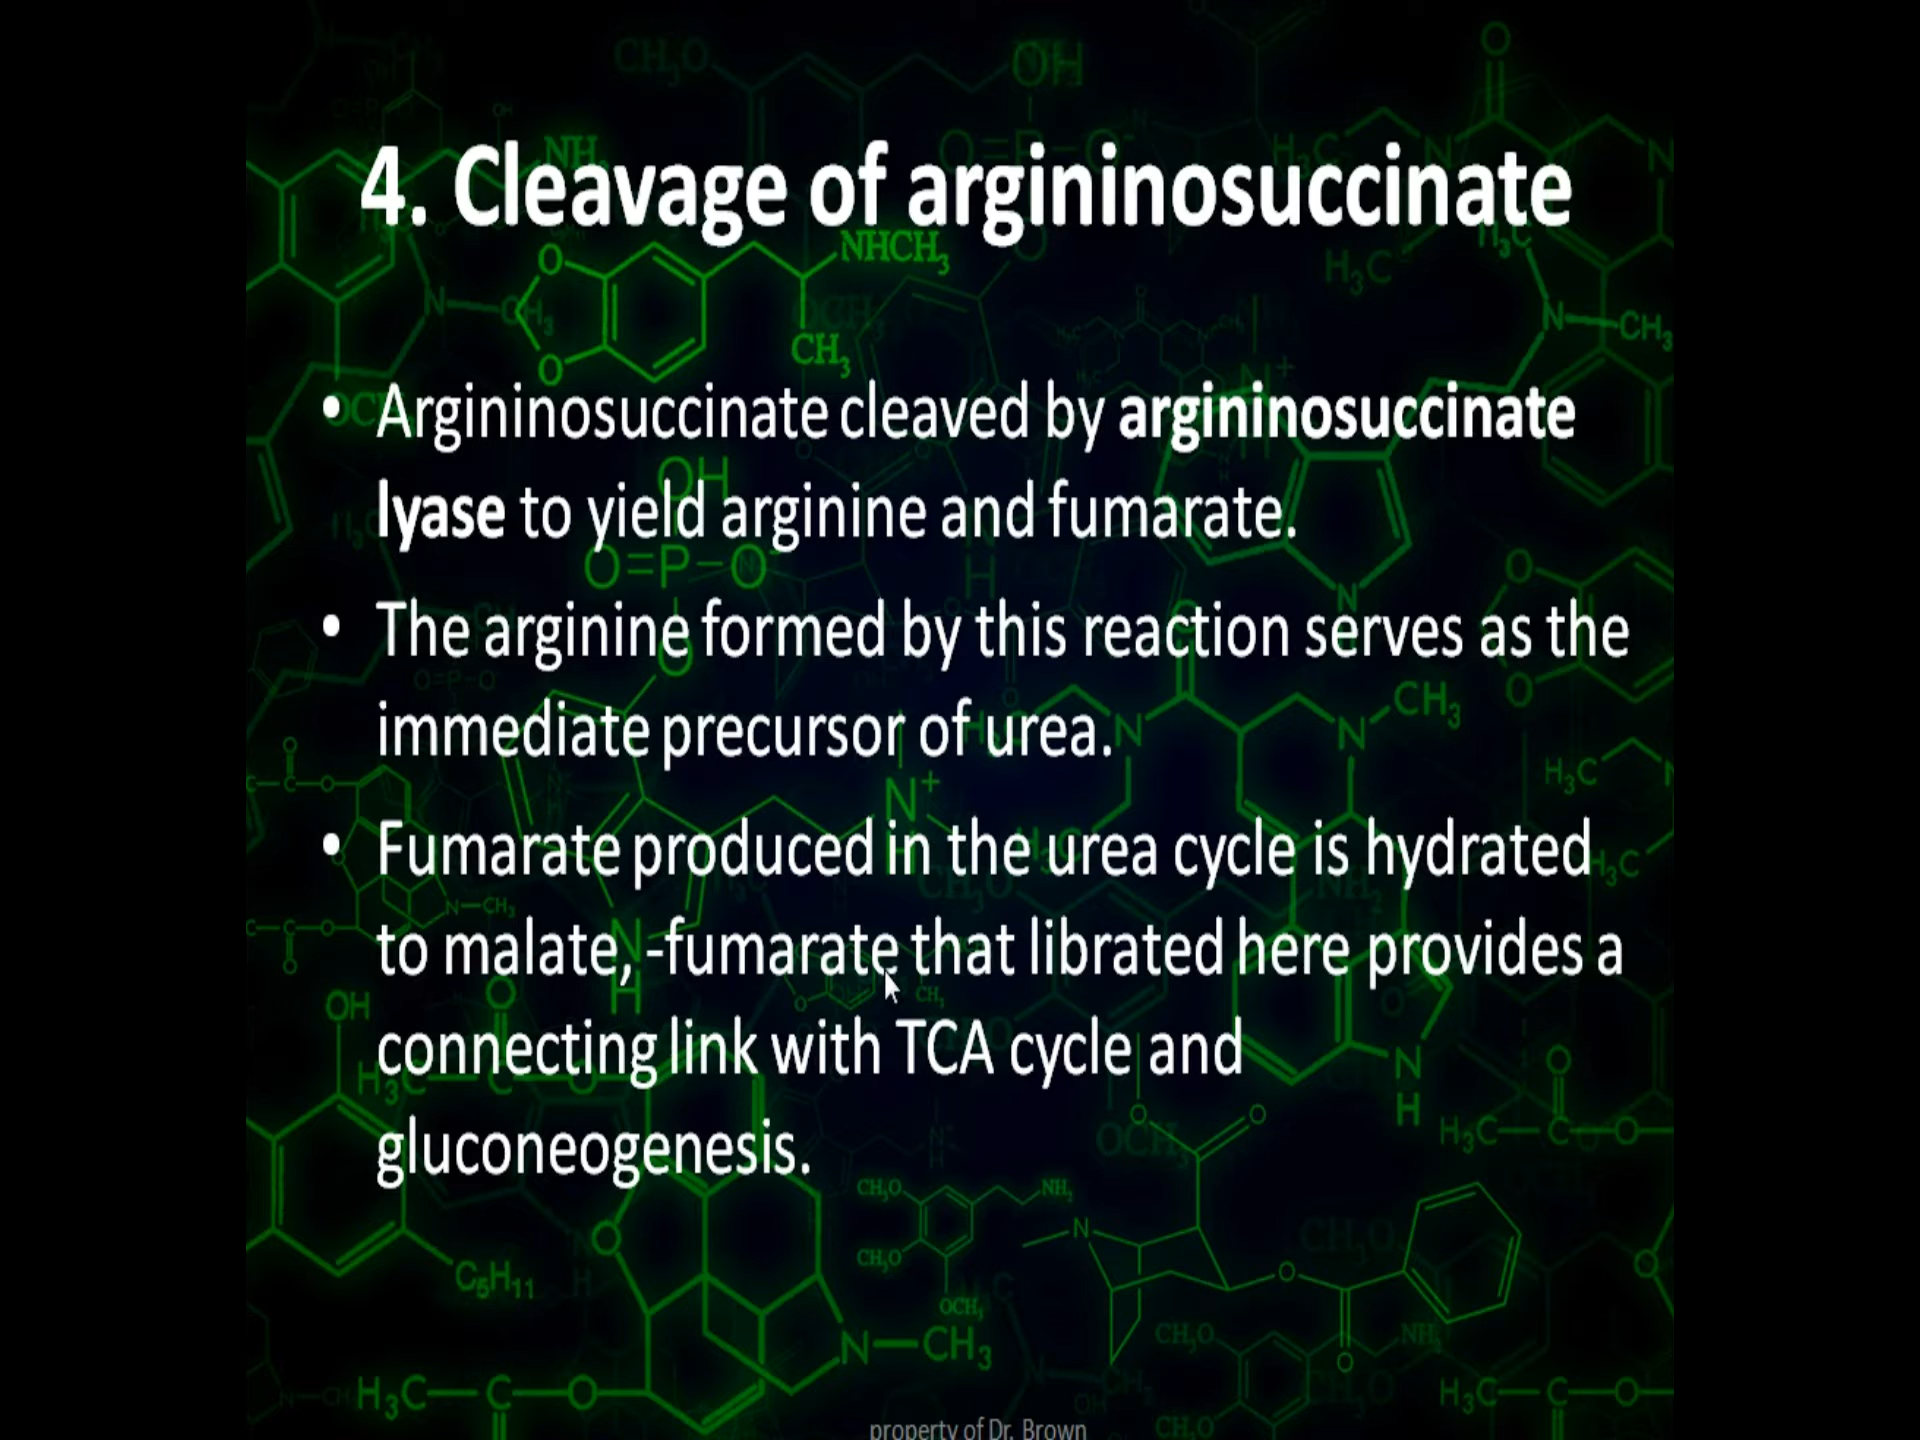 4. Cleavage of argininosuccinate
• Argininosuccinate cleaved by argininosuccinate
lyase to yield arginine and fumarate.
• The arginine formed by this reaction serves as the
immediate precursor of urea.
• Fumarate produced in the urea cycle is hydrated
to malate, -fumarate that librated here provides a
connecting link with TCA cycle and
gluconeogenesis.
property of Dr. Brown